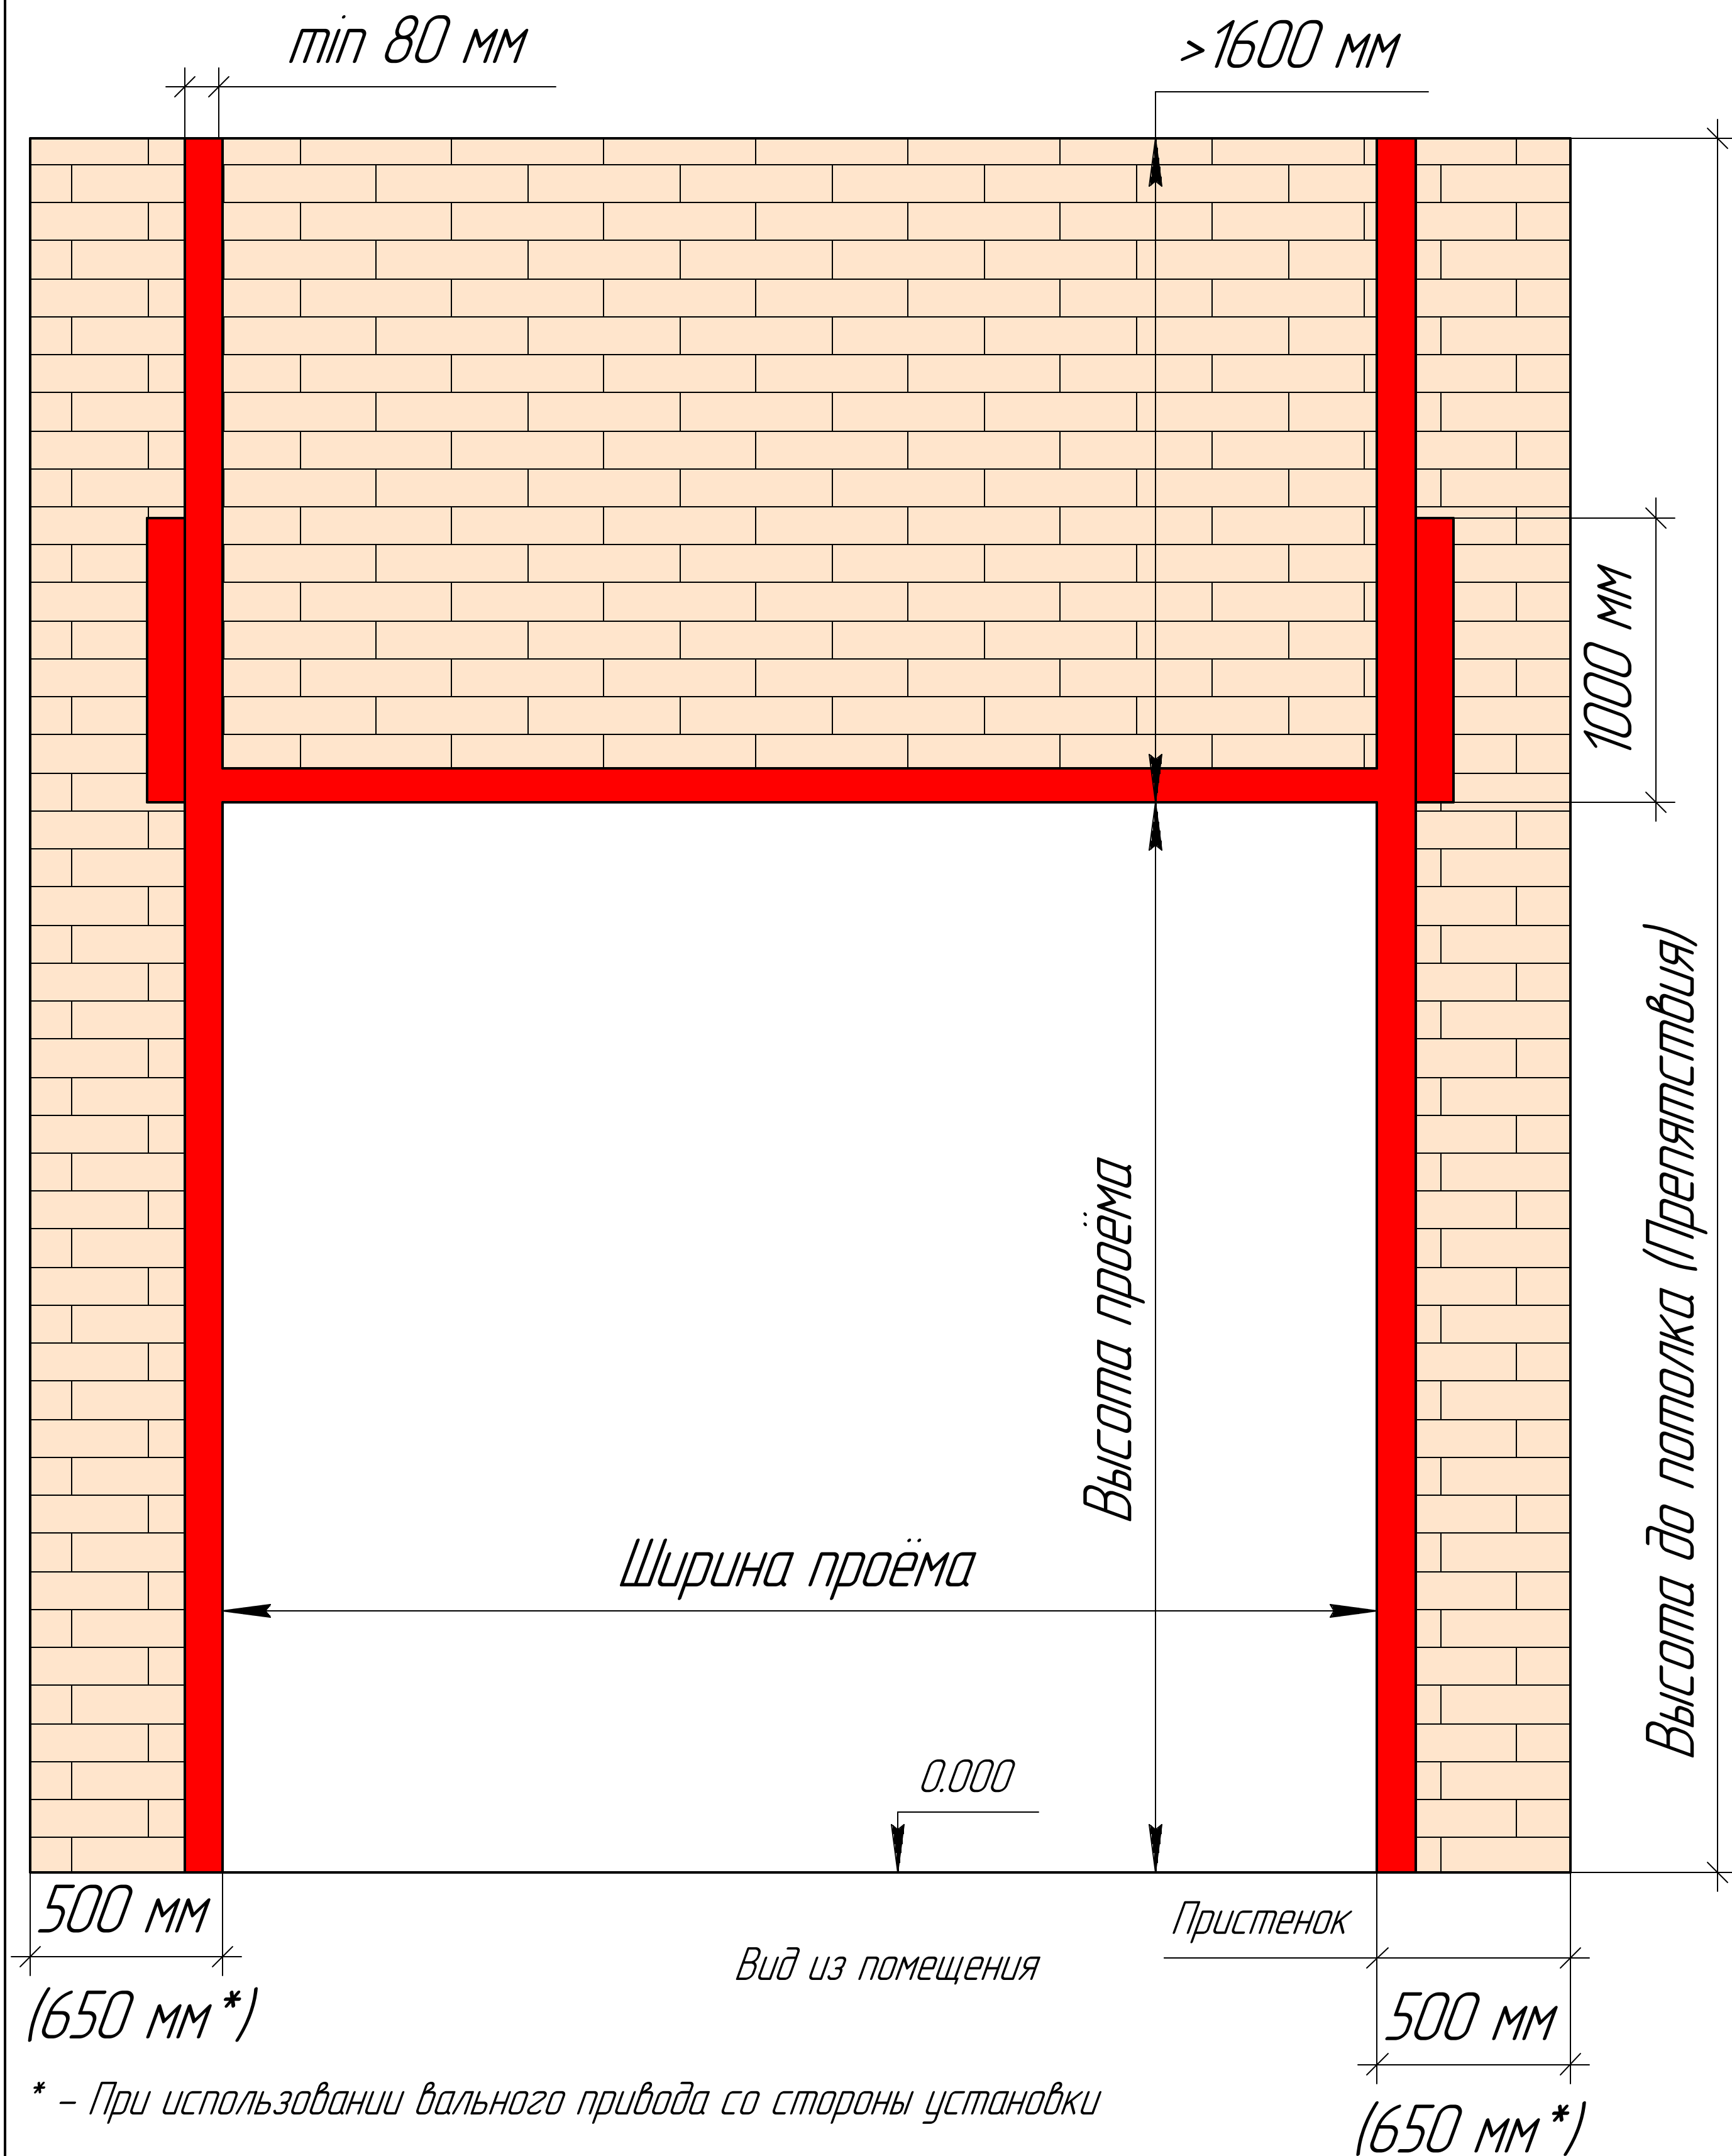 min 80 мм
>1600 мм
1000 мм
Высота до потолка (Препятствия)
Высота проёма
Ширина проёма
0.000
500 мм
(650 мм*)
Вид из помещения
Пристенок
500 мм
(650 мм*)
* - При использовании вального привода со стороны установки